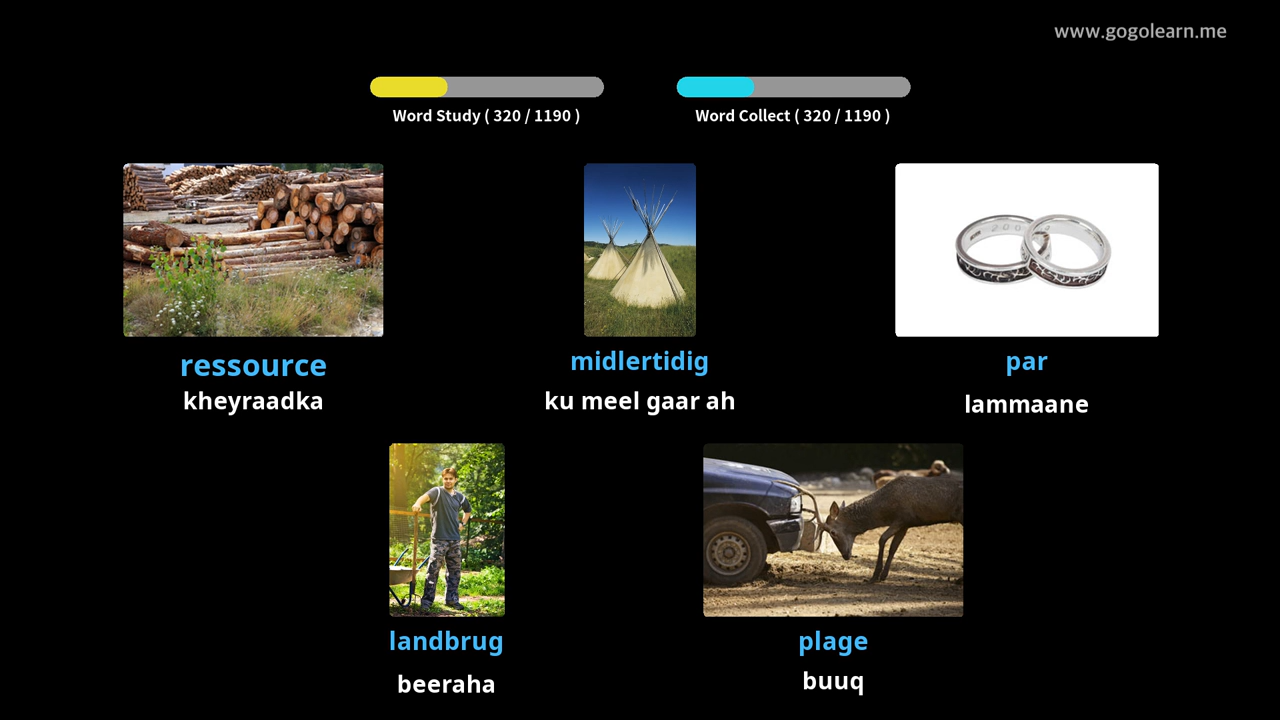 www.gogolearn.me
Word Study ( 320 / 1190 )
Word Collect ( 320 / 1190 )
ressource
kheyraadka
midlertidig
ku meel gaar ah
par
lammaane
landbrug
beeraha
plage
buuq